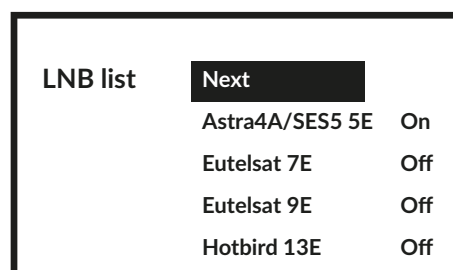 LNB list Next
Astra4A/SES5 5E On
Eutelsat 7E Off
Eutelsat 9E Off
Hotbird 13E Off